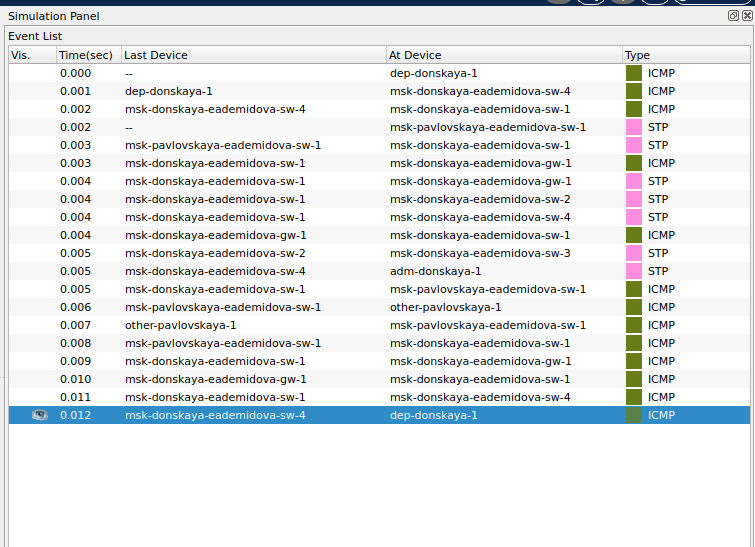 Simulation Panel
Event List
Vis. Time(sec) Last Device At Device Type
0.000 -- dep-donskaya-1 ICMP
0.001 dep-donskaya-1 msk-donskaya-eademidova-sw-4 ICMP
0.002 msk-donskaya-eademidova-sw-4 msk-donskaya-eademidova-sw-1 ICMP
0.002 -- msk-pavlovskaya-eademidova-sw-1 STP
0.003 msk-pavlovskaya-eademidova-sw-1 msk-donskaya-eademidova-sw-1 STP
0.003 msk-donskaya-eademidova-sw-1 msk-donskaya-eademidova-gw-1 ICMP
0.004 msk-donskaya-eademidova-sw-1 msk-donskaya-eademidova-gw-1 STP
0.004 msk-donskaya-eademidova-sw-1 msk-donskaya-eademidova-sw-2 STP
0.004 msk-donskaya-eademidova-sw-1 msk-donskaya-eademidova-sw-4 STP
0.004 msk-donskaya-eademidova-gw-1 msk-donskaya-eademidova-sw-1 ICMP
0.005 msk-donskaya-eademidova-sw-2 msk-donskaya-eademidova-sw-3 STP
0.005 msk-donskaya-eademidova-sw-4 adm-donskaya-1 STP
0.005 msk-donskaya-eademidova-sw-1 msk-pavlovskaya-eademidova-sw-1 ICMP
0.006 msk-pavlovskaya-eademidova-sw-1 other-pavlovskaya-1 ICMP
0.007 other-pavlovskaya-1 msk-pavlovskaya-eademidova-sw-1 ICMP
0.008 msk-pavlovskaya-eademidova-sw-1 msk-donskaya-eademidova-sw-1 ICMP
0.009 msk-donskaya-eademidova-sw-1 msk-donskaya-eademidova-gw-1 ICMP
0.010 msk-donskaya-eademidova-gw-1 msk-donskaya-eademidova-sw-1 ICMP
0.011 msk-donskaya-eademidova-sw-1 msk-donskaya-eademidova-sw-4 ICMP
0.012 msk-donskaya-eademidova-sw-4 dep-donskaya-1 ICMP